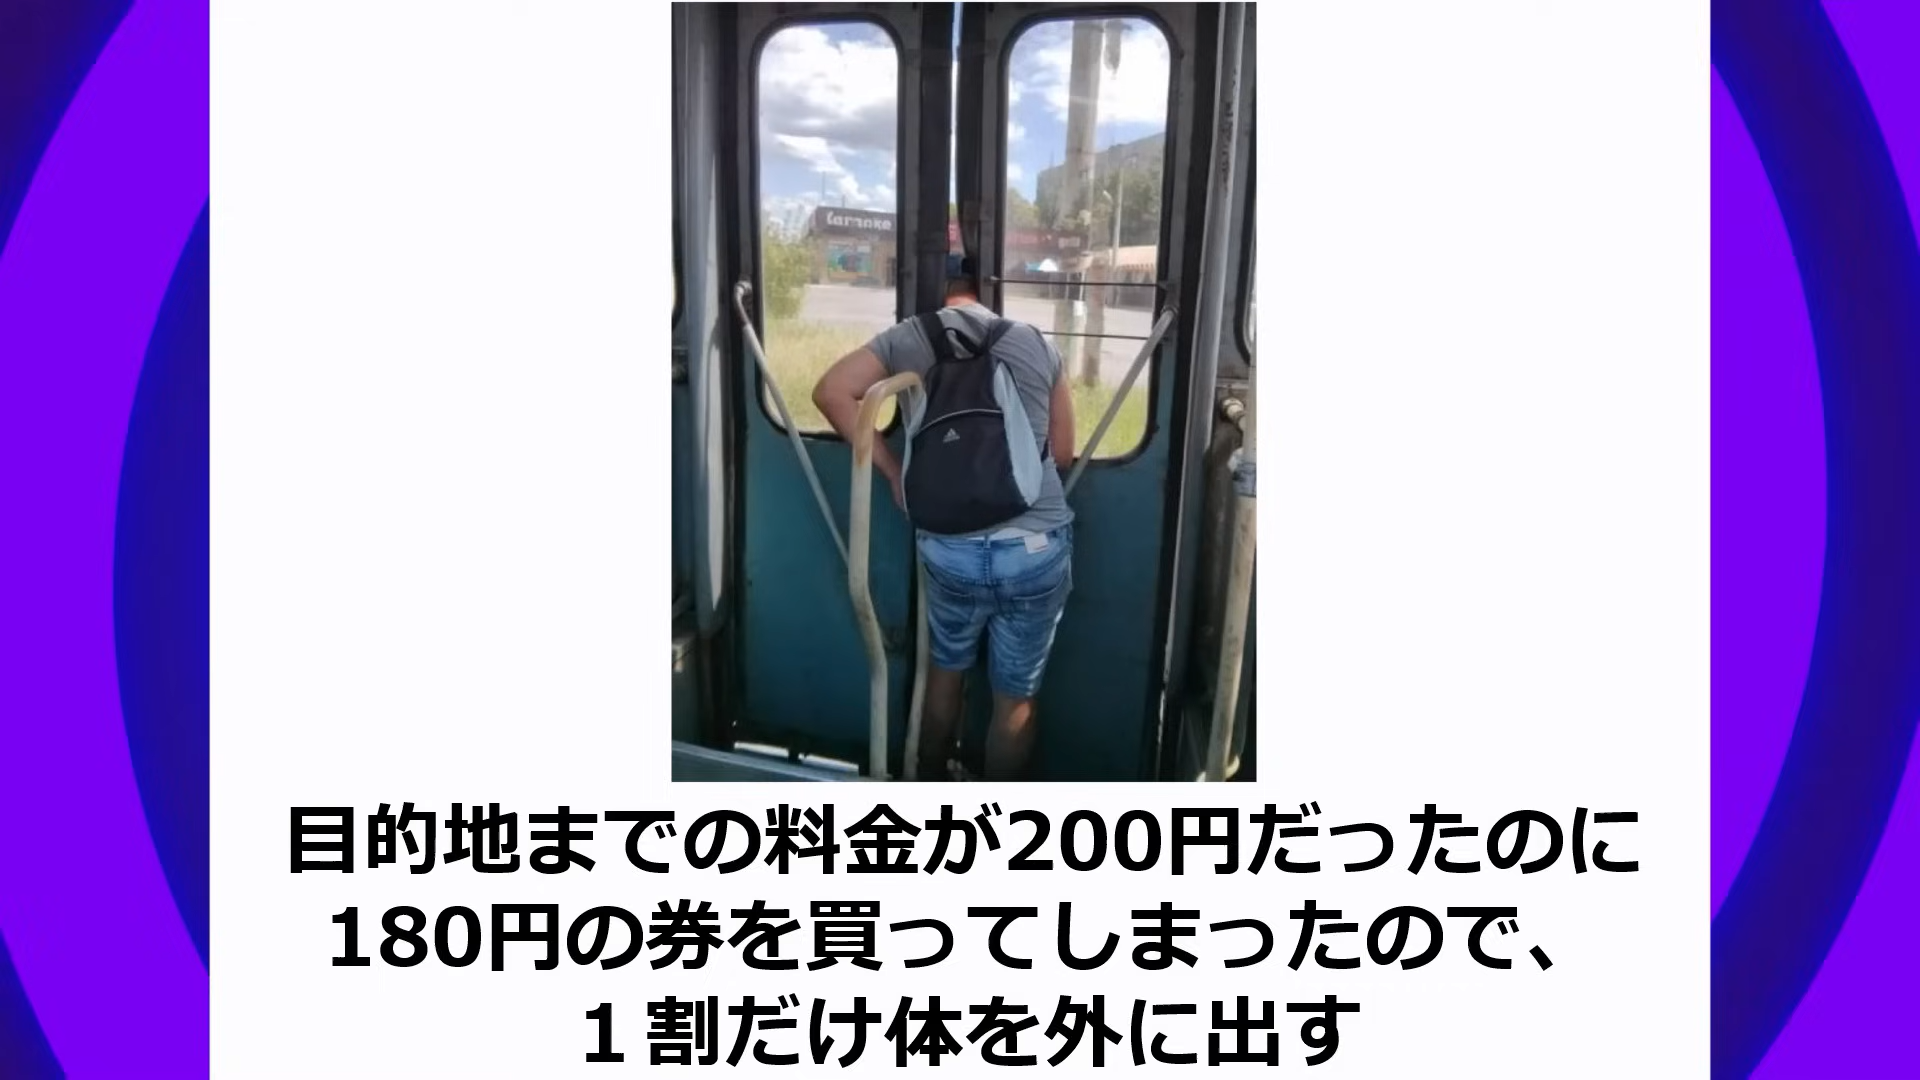 目的地までの料金が200円だったのに
180円の券を買ってしまったので、
１割だけ体を外に出す